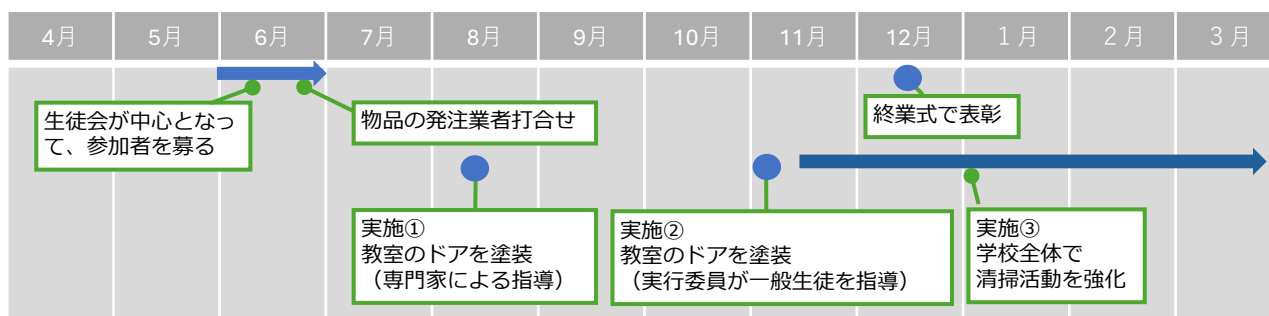 4月 5月 6月 7月 8月 9月 10月 11月 12月 1月 2月 3月
生徒会が中心となっ
て、参加者を募る
物品の発注業者打合せ
終業式で表彰
実施①
教室のドアを塗装
（専門家による指導）
実施②
教室のドアを塗装
（実行委員が一般生徒を指導）
実施③
学校全体で
清掃活動を強化